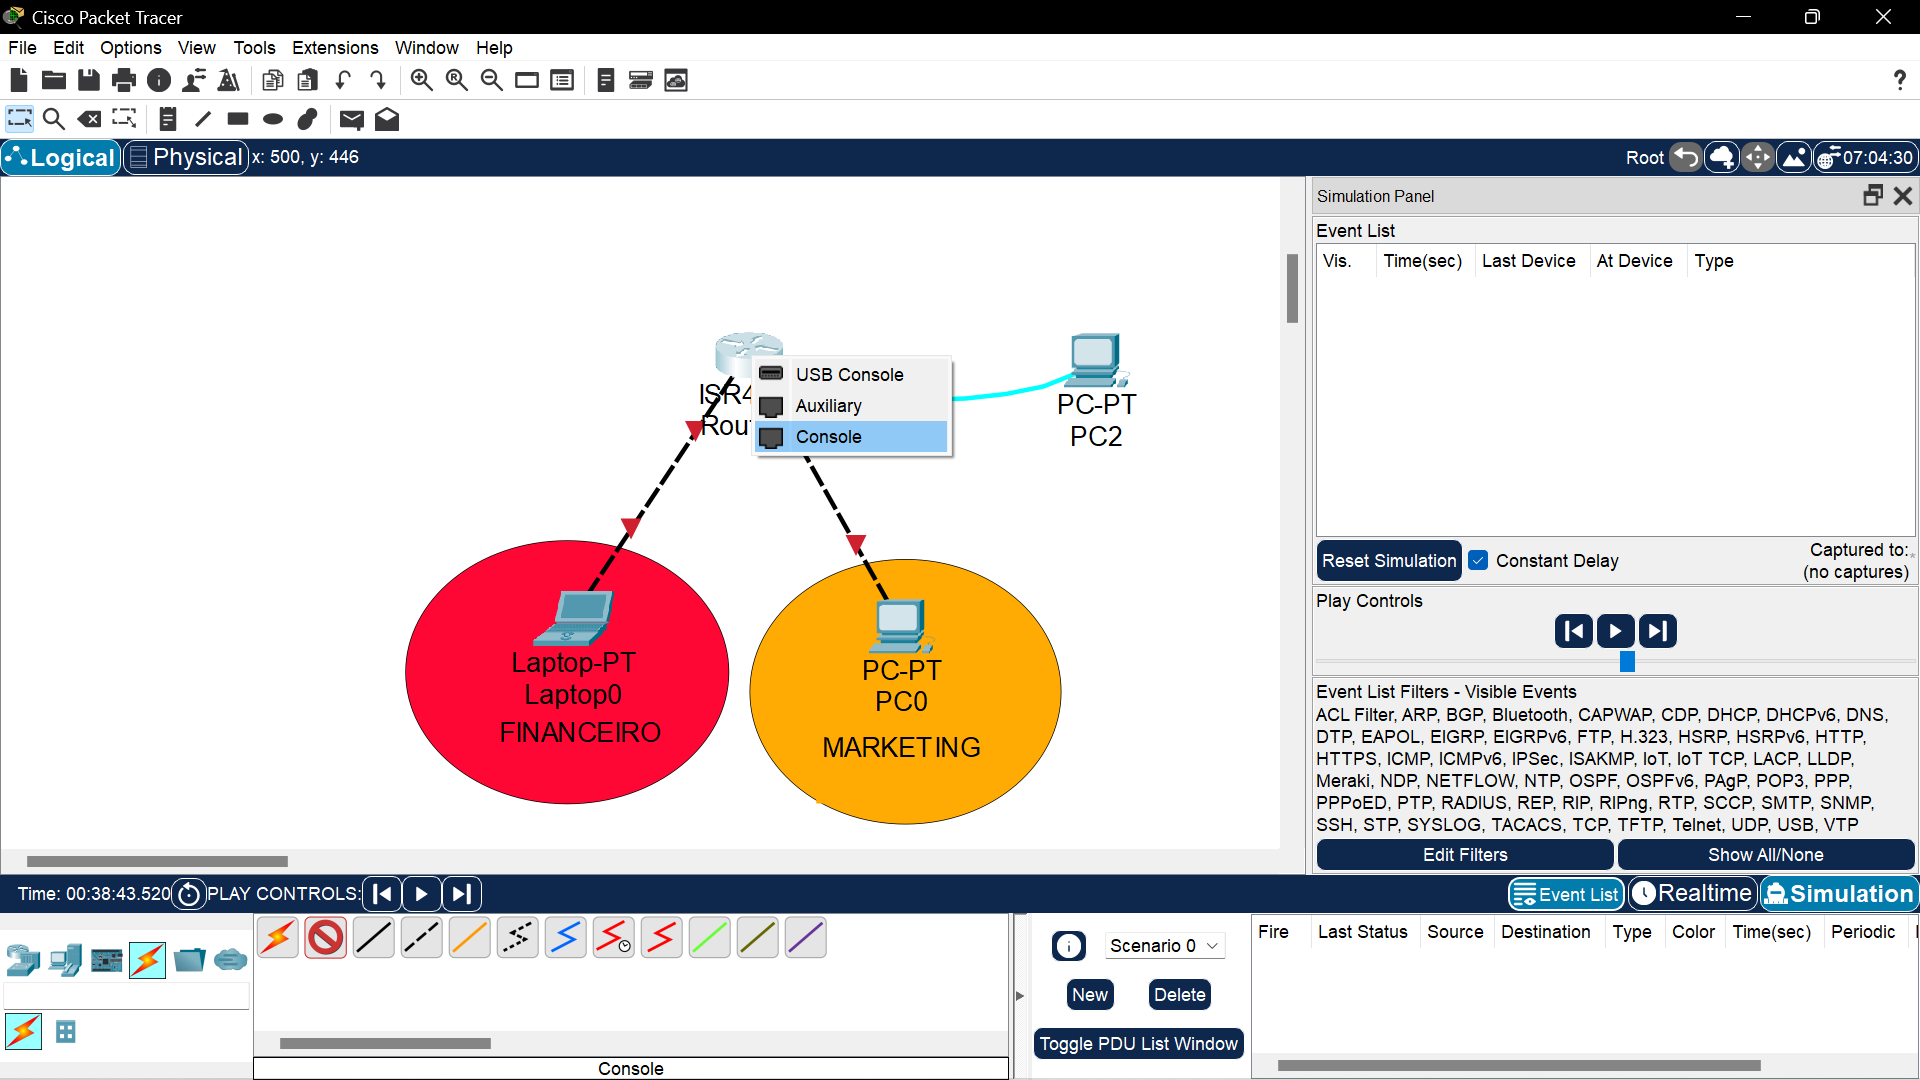 Cisco Packet Tracer
File Edit Options View Tools Extensions Window Help
Logical Physical x: 500, y: 446 Root 07:04:30
Simulation Panel
Event List
Vis. Time(sec) Last Device At Device Type
USB Console
Auxiliary
Console
ISR4
Rou
PC-PT
PC2
Laptop-PT
Laptop0
FINANCEIRO
PC-PT
PC0
MARKETING
Reset Simulation Constant Delay Captured to:
(no captures)
Play Controls
Event List Filters - Visible Events
ACL Filter, ARP, BGP, Bluetooth, CAPWAP, CDP, DHCP, DHCPv6, DNS,
DTP, EAPOL, EIGRP, EIGRPv6, FTP, H.323, HSRP, HSRPv6, HTTP,
HTTPS, ICMP, ICMPv6, IPSec, ISAKMP, IoT, IoT TCP, LACP, LLDP,
Meraki, NDP, NETFLOW, NTP, OSPF, OSPFv6, PAgP, POP3, PPP,
PPPoED, PTP, RADIUS, REP, RIP, RIPng, RTP, SCCP, SMTP, SNMP,
SSH, STP, SYSLOG, TACACS, TCP, TFTP, Telnet, UDP, USB, VTP
Edit Filters Show All/None
Time: 00:38:43.520 PLAY CONTROLS: Event List Realtime Simulation
Scenario 0
New Delete
Toggle PDU List Window
Fire Last Status Source Destination Type Color Time(sec) Periodic
Console